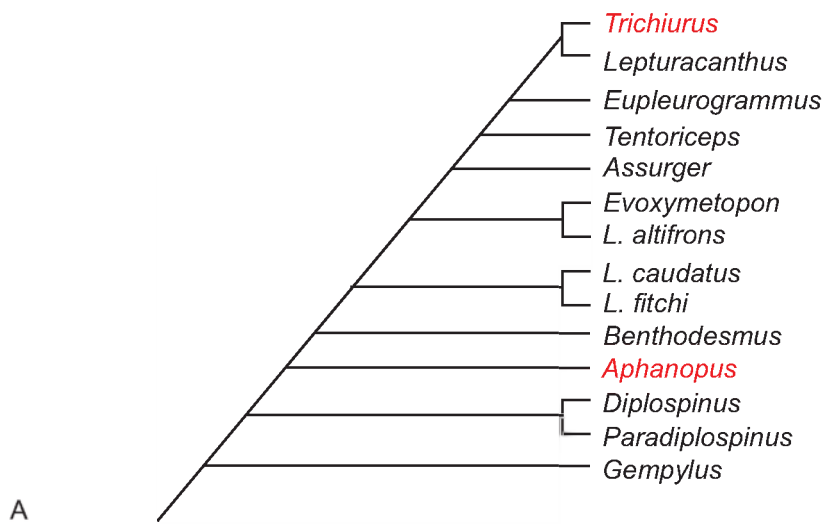 Trichiurus
Lepturacanthus
Eupleurogrammus
Tentoriceps
Assurger
Evoxymetopon
L. altifrons
L. caudatus
L. fitchi
Benthodesmus
Aphanopus
Diplospinus
Paradiplospinus
Gempylus
A